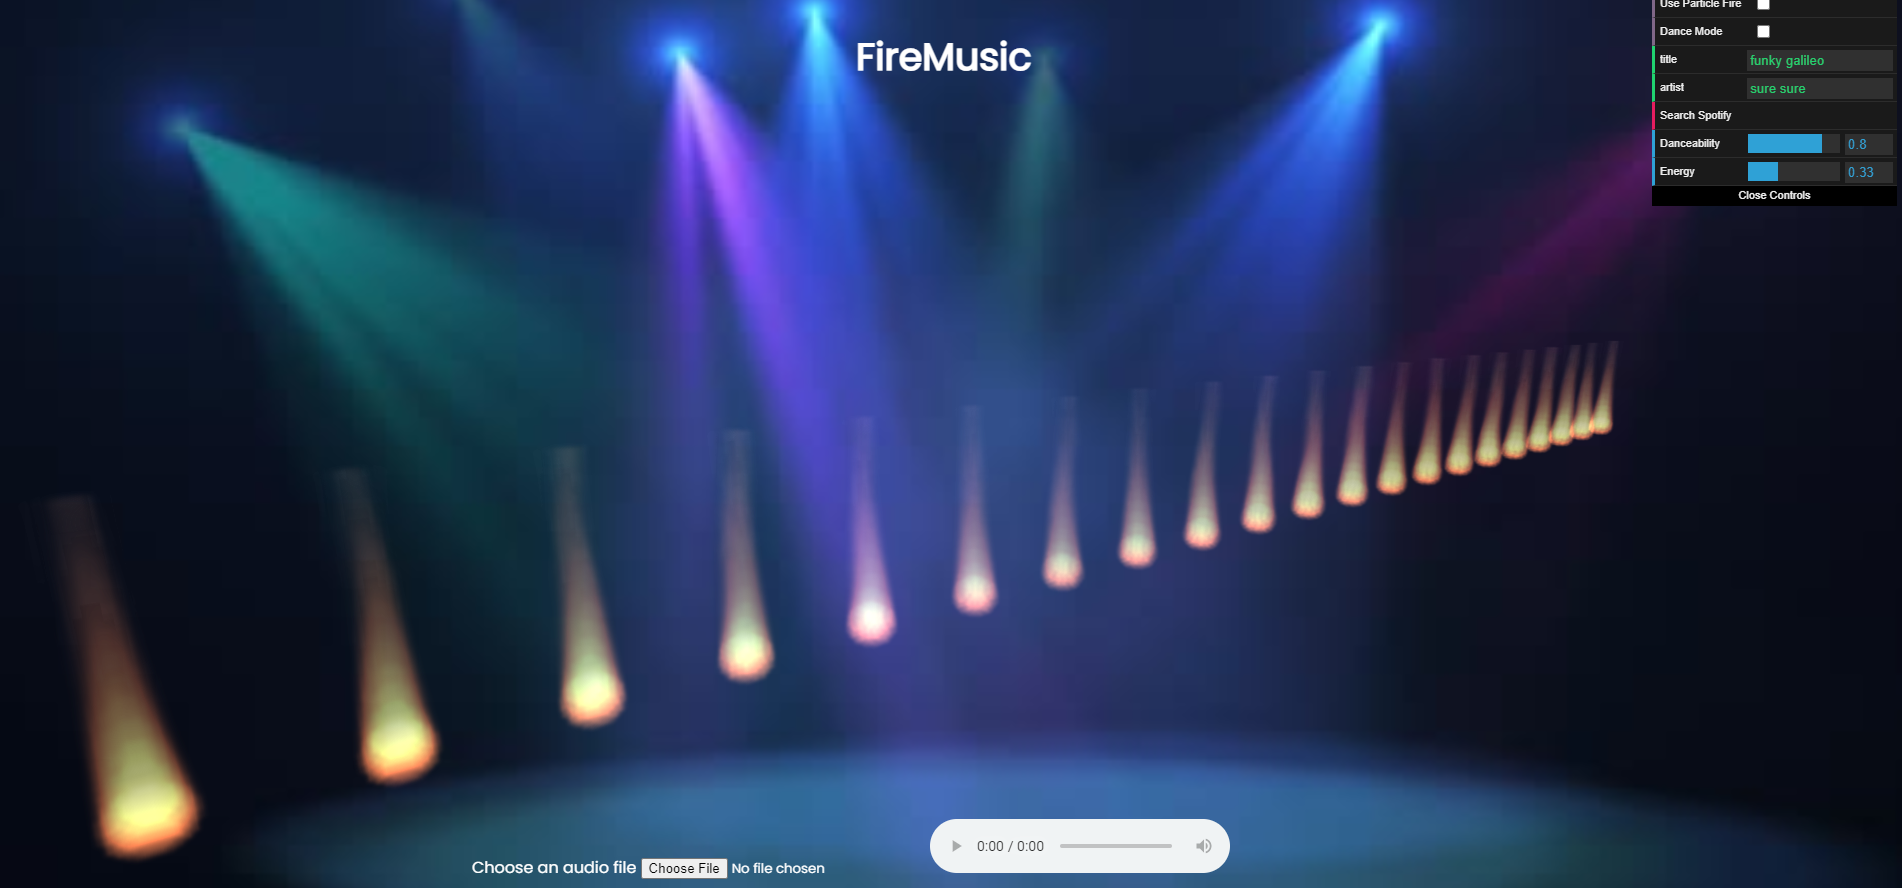 FireMusic
Use Particle Fire
Dance Mode
title funky galileo
artist sure sure
Search Spotify
Danceability 0.8
Energy 0.33
Close Controls
0:00 / 0:00
Choose an audio file Choose File No file chosen